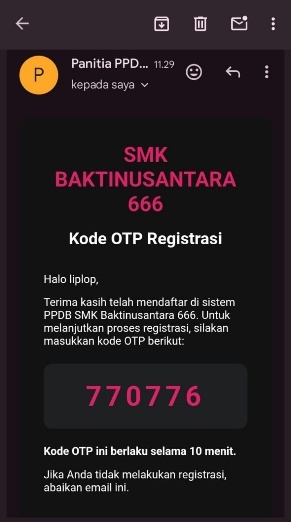 P
Panitia PPD... 11.29
kepada saya
SMK
BAKTINUSANTARA
666
Kode OTP Registrasi
Halo liplop,
Terima kasih telah mendaftar di sistem
PPDB SMK Baktinusantara 666. Untuk
melanjutkan proses registrasi, silakan
masukkan kode OTP berikut:
770776
Kode OTP ini berlaku selama 10 menit.
Jika Anda tidak melakukan registrasi,
abaikan email ini.